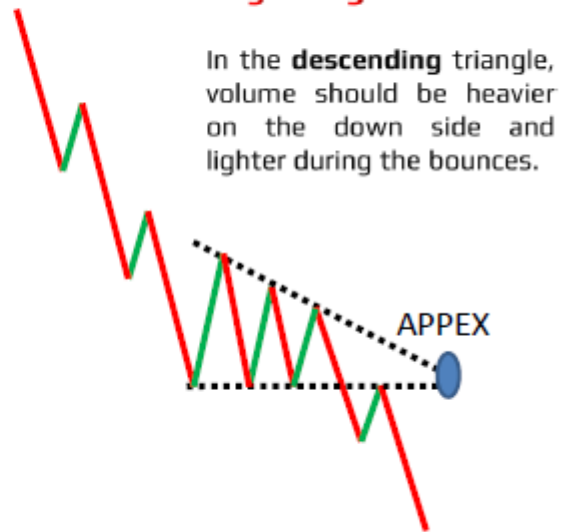 In the descending triangle,
volume should be heavier
on the down side and
lighter during the bounces.
APPEX